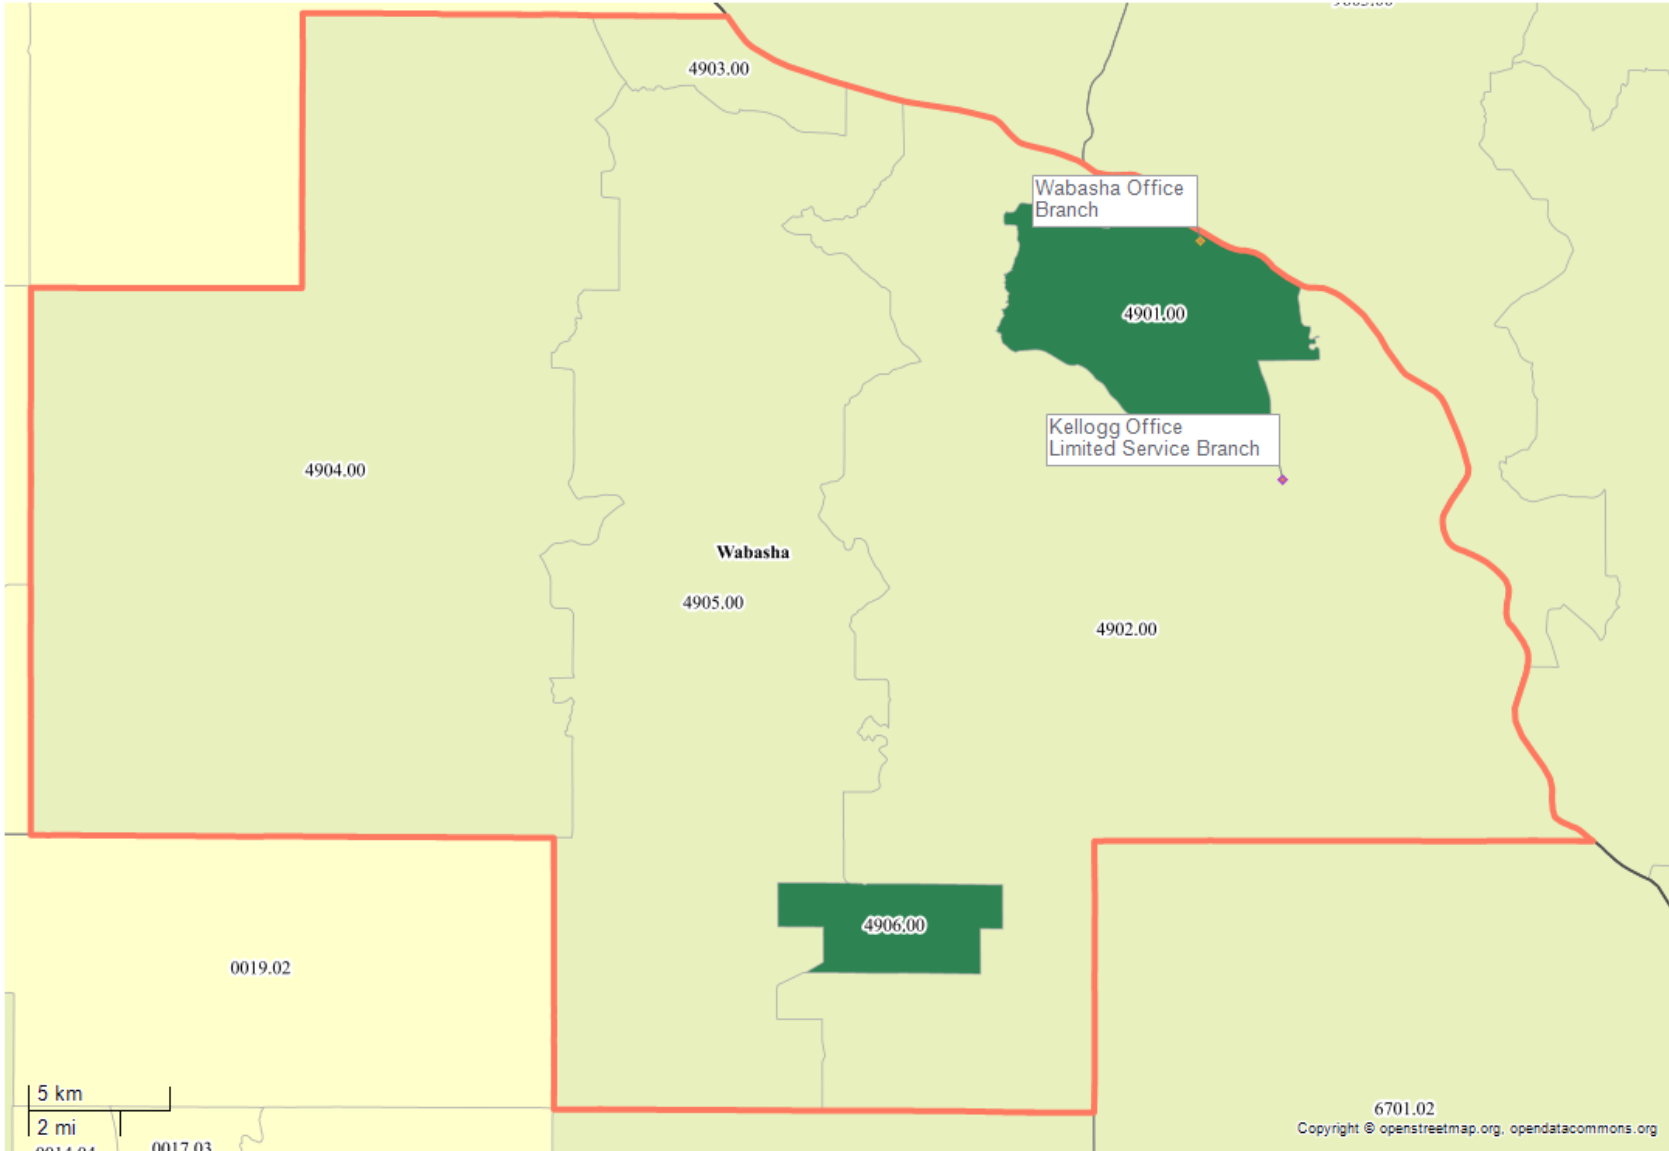 4903.00
Wabasha Office
Branch
4901.00
Kellogg Office
Limited Service Branch
4904.00
Wabasha
4905.00
4902.00
4906.00
0019.02
5 km
2 mi
6701.02
Copyright © openstreetmap.org, opendatacommons.org
0017.03